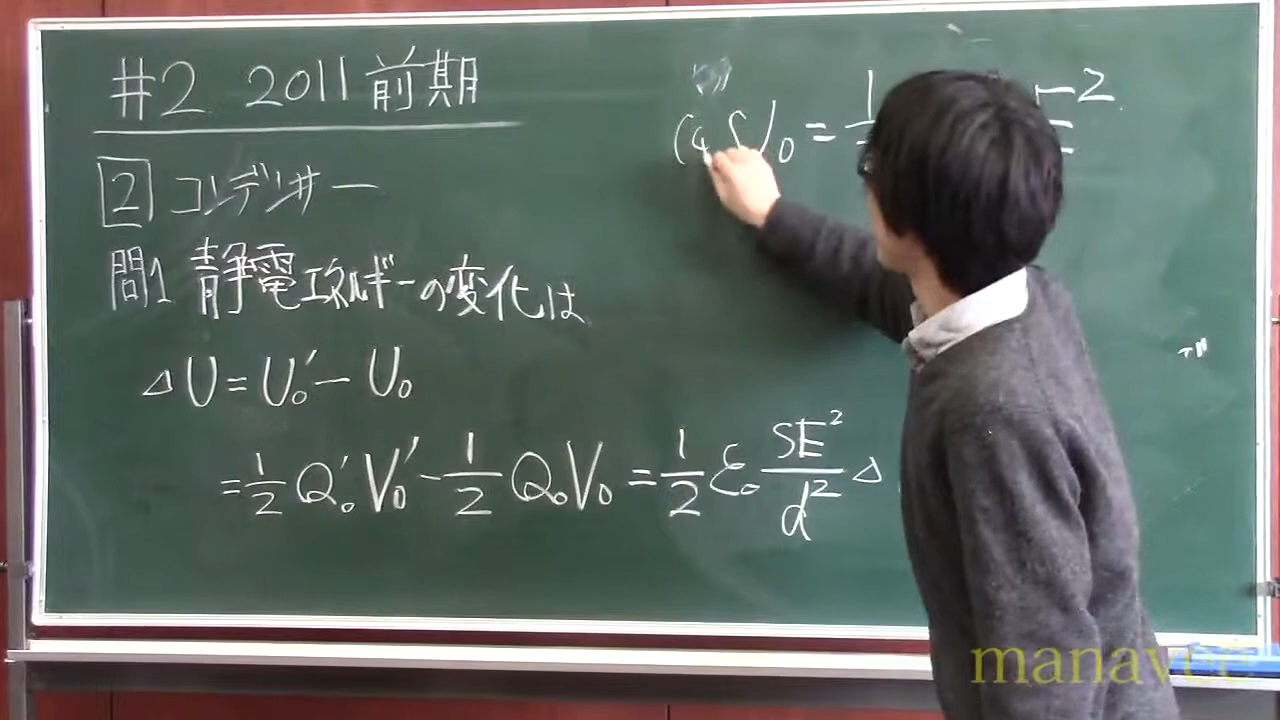 #2 2011 前期
2 コンデンサー
問1 静電エネルギーの変化は
△U = U₀′ − U₀
= 1/2 Q₀′V₀′ − 1/2 Q₀V₀ = 1/2 ε₀ SE²/d² △
manavee